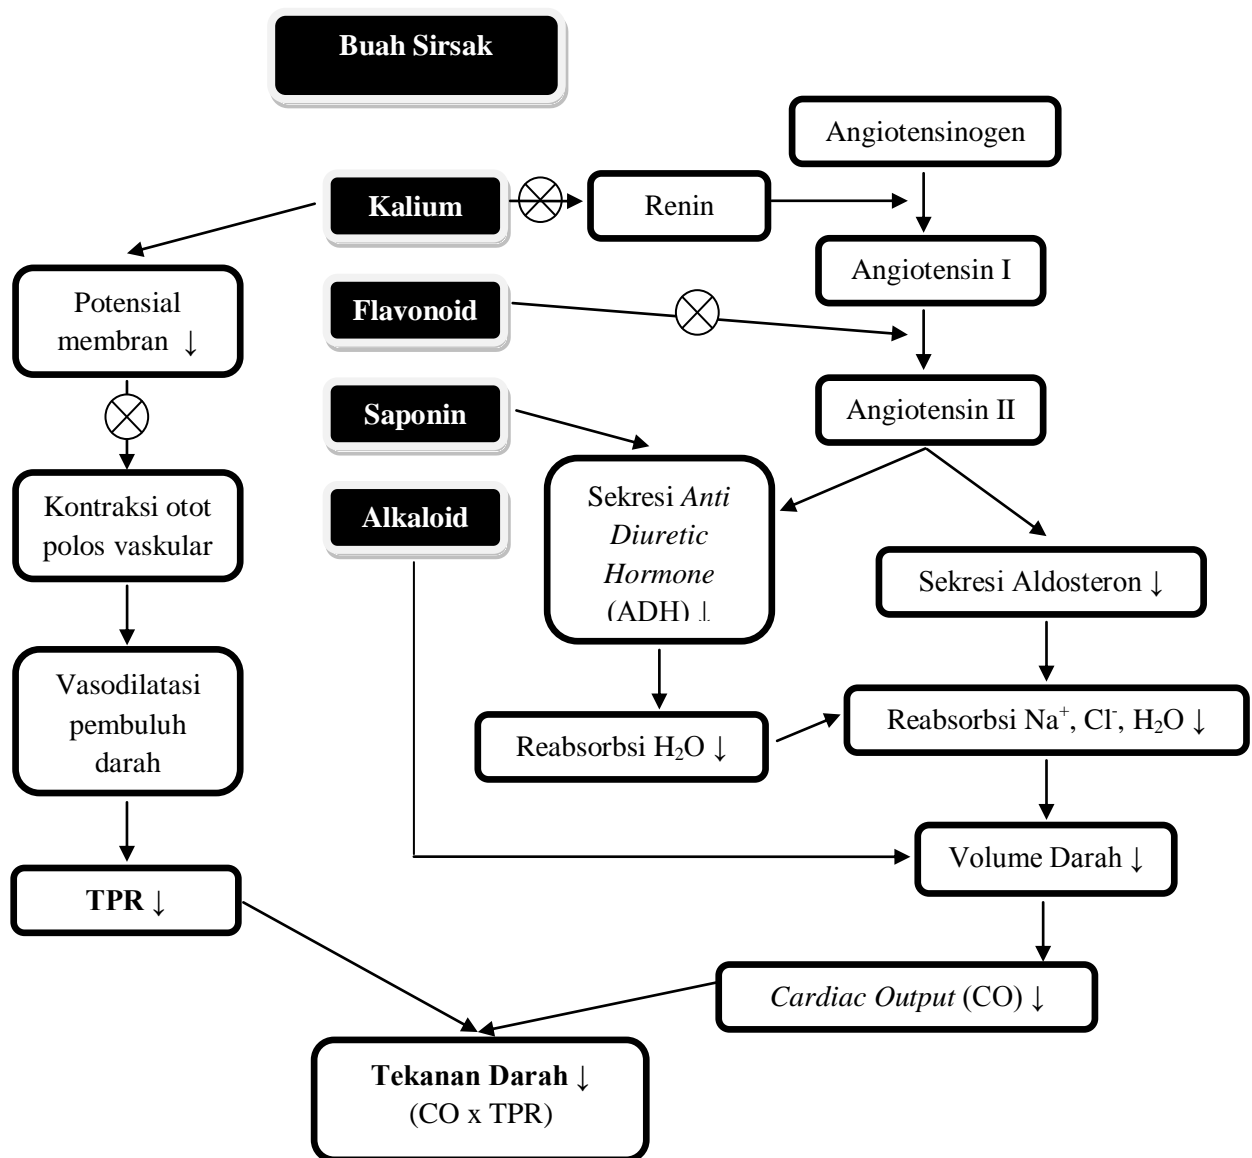 Buah Sirsak
Angiotensinogen
Kalium
Renin
Angiotensin I
Flavonoid
Potensial
membran ↓
Saponin
Angiotensin II
Alkaloid
Kontraksi otot
polos vaskular
Sekresi Anti
Diuretic
Hormone
(ADH) ↓
Sekresi Aldosteron ↓
Vasodilatasi
pembuluh
darah
Reabsorbsi H₂O ↓
Reabsorbsi Na⁺, Cl⁻, H₂O ↓
Volume Darah ↓
TPR ↓
Cardiac Output (CO) ↓
Tekanan Darah ↓
(CO x TPR)